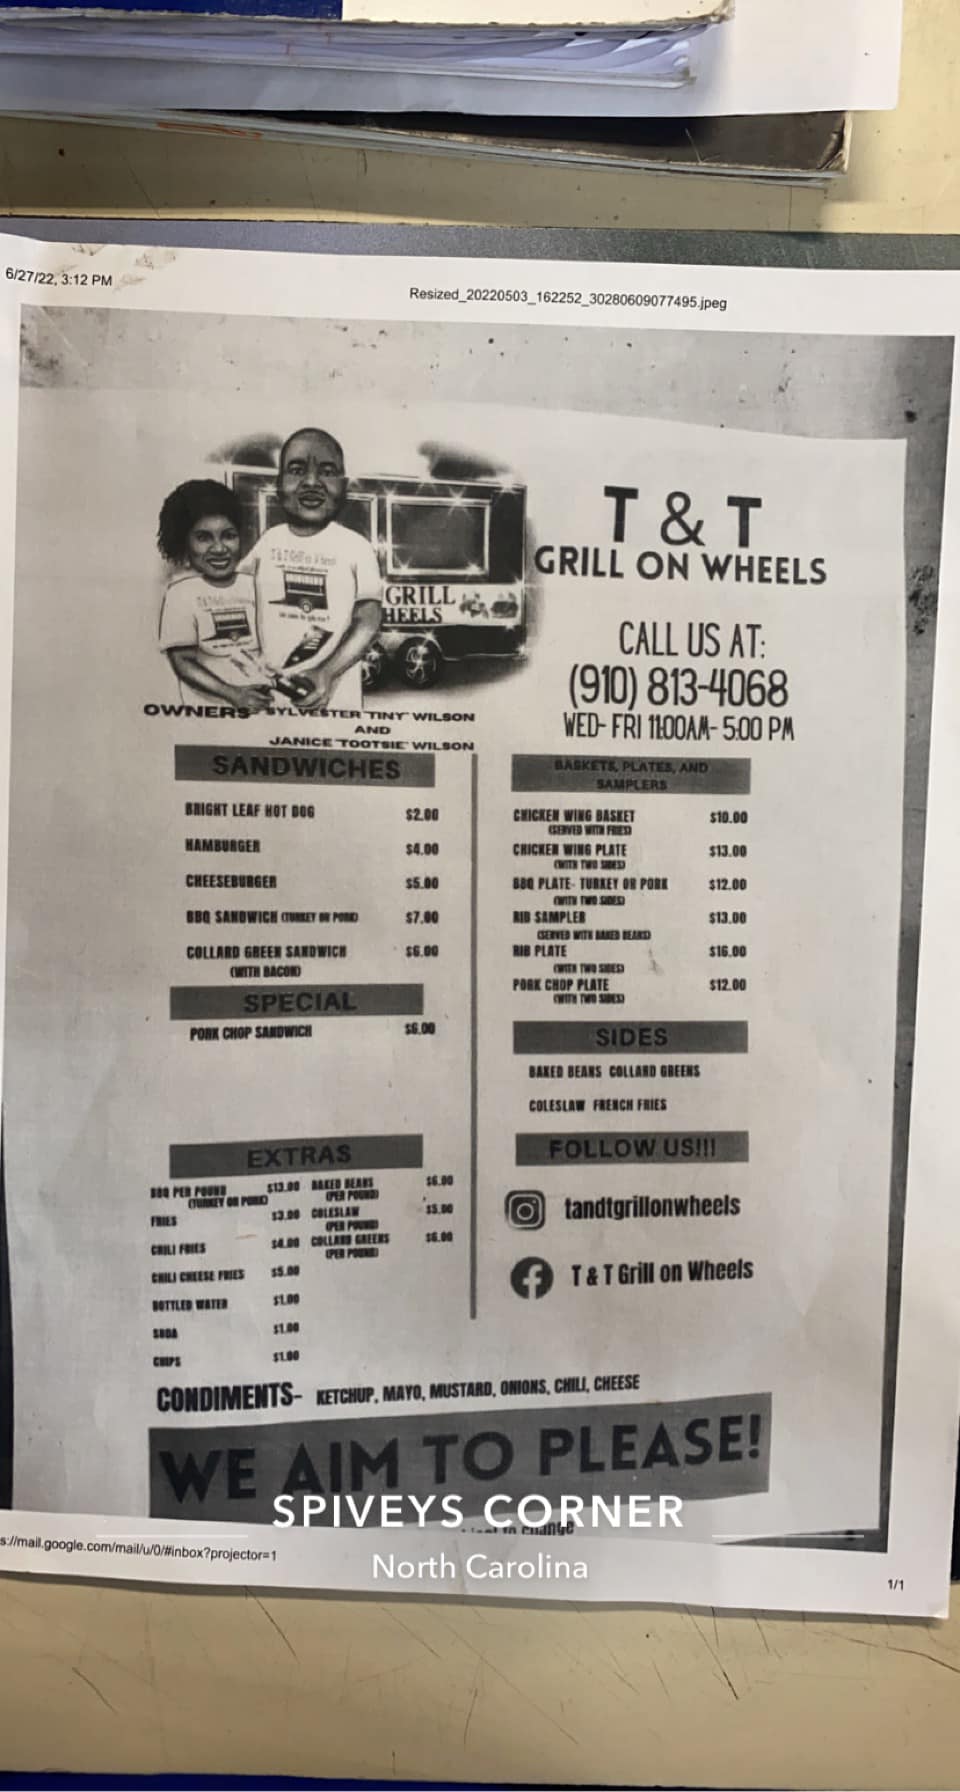 6/27/22, 3:12 PM
Resized_20220503_162252_30280609077495.jpeg
T & T
GRILL ON WHEELS
GRILL
HEELS
CALL US AT:
(910) 813-4068
WED- FRI 11:00AM- 5:00 PM
OWNERS- SYLVESTER TINY WILSON
AND
JANICE TOOTSIE WILSON
SANDWICHES
BRIGHT LEAF HOT DOG $2.00
HAMBURGER $4.00
CHEESEBURGER $5.00
BBQ SANDWICH (TURKEY OR PORK) $7.00
COLLARD GREEN SANDWICH $6.00
(WITH BACON)
SPECIAL
PORK CHOP SANDWICH $6.00
BASKETS, PLATES, AND
SAMPLERS
CHICKEN WING BASKET $10.00
(SERVED WITH FRIES)
CHICKEN WING PLATE $13.00
(WITH TWO SIDES)
BBQ PLATE- TURKEY OR PORK $12.00
(WITH TWO SIDES)
RIB SAMPLER $13.00
(SERVED WITH BAKED BEANS)
RIB PLATE $16.00
(WITH TWO SIDES)
PORK CHOP PLATE $12.00
(WITH TWO SIDES)
SIDES
BAKED BEANS COLLARD GREENS
COLESLAW FRENCH FRIES
EXTRAS
BBQ PER POUND $13.00
(TURKEY OR PORK)
FRIES $3.00
CHILI FRIES $4.00
CHILI CHEESE FRIES $5.00
BOTTLED WATER $1.00
SODA $1.00
CHIPS $1.00
BAKED BEANS $6.00
(PER POUND)
COLESLAW $5.00
(PER POUND)
COLLARD GREENS $6.00
(PER POUND)
FOLLOW US!!!
tandtgrillonwheels
T & T Grill on Wheels
CONDIMENTS- KETCHUP, MAYO, MUSTARD, ONIONS, CHILI, CHEESE
WE AIM TO PLEASE!
to change
SPIVEYS CORNER
North Carolina
s://mail.google.com/mail/u/0/#inbox?projector=1
1/1